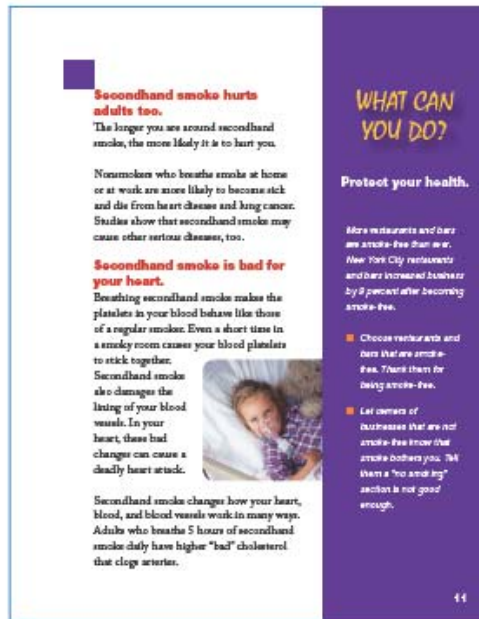 Secondhand smoke hurts
adults too.
The longer you are around secondhand
smoke, the more likely it is to hurt you.
Nonsmokers who breathe smoke at home
or at work are more likely to become sick
and die from heart disease and lung cancer.
Studies show that secondhand smoke may
cause other serious diseases, too.
Secondhand smoke is bad for
your heart.
Breathing secondhand smoke makes the
platelets in your blood behave like those
of a regular smoker. Even a short time in
a smoky room causes your blood platelets
to stick together.
Secondhand smoke
also damages the
lining of your blood
vessels. In your
heart, these bad
changes can cause a
deadly heart attack.
Secondhand smoke changes how your heart,
blood, and blood vessels work in many ways.
Adults who breathe 5 hours of secondhand
smoke daily have higher “bad” cholesterol
that clogs arteries.
WHAT CAN
YOU DO?
Protect your health.
More restaurants and bars
are smoke-free than ever.
New York City restaurants
and bars increased business
by 9 percent after becoming
smoke-free.
Choose restaurants and
bars that are smoke-
free. Thank them for
being smoke-free.
Let owners of
businesses that are not
smoke-free know that
smoke bothers you. Tell
them a “no smoking”
section is not good
enough.
11